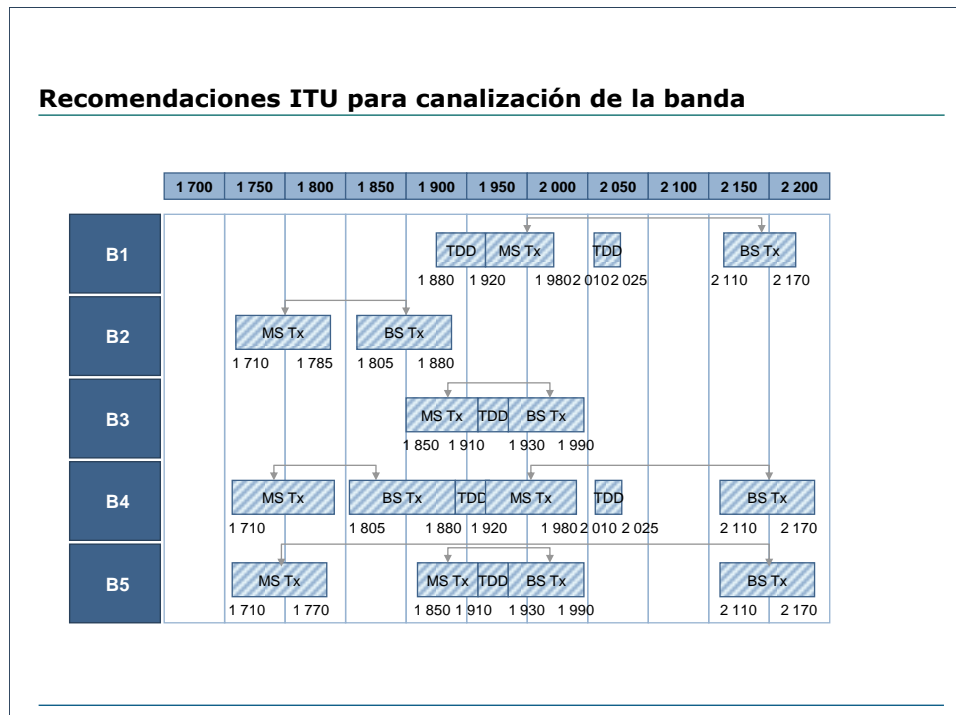 Recomendaciones ITU para canalización de la banda
1 700 1 750 1 800 1 850 1 900 1 950 2 000 2 050 2 100 2 150 2 200
B1
TDD MS Tx TDD BS Tx
1 880 1 920 1 980 2 010 2 025 2 110 2 170
B2
MS Tx BS Tx
1 710 1 785 1 805 1 880
B3
MS Tx TDD BS Tx
1 850 1 910 1 930 1 990
B4
MS Tx BS Tx TDD MS Tx TDD BS Tx
1 710 1 805 1 880 1 920 1 980 2 010 2 025 2 110 2 170
B5
MS Tx MS Tx TDD BS Tx BS Tx
1 710 1 770 1 850 1 910 1 930 1 990 2 110 2 170